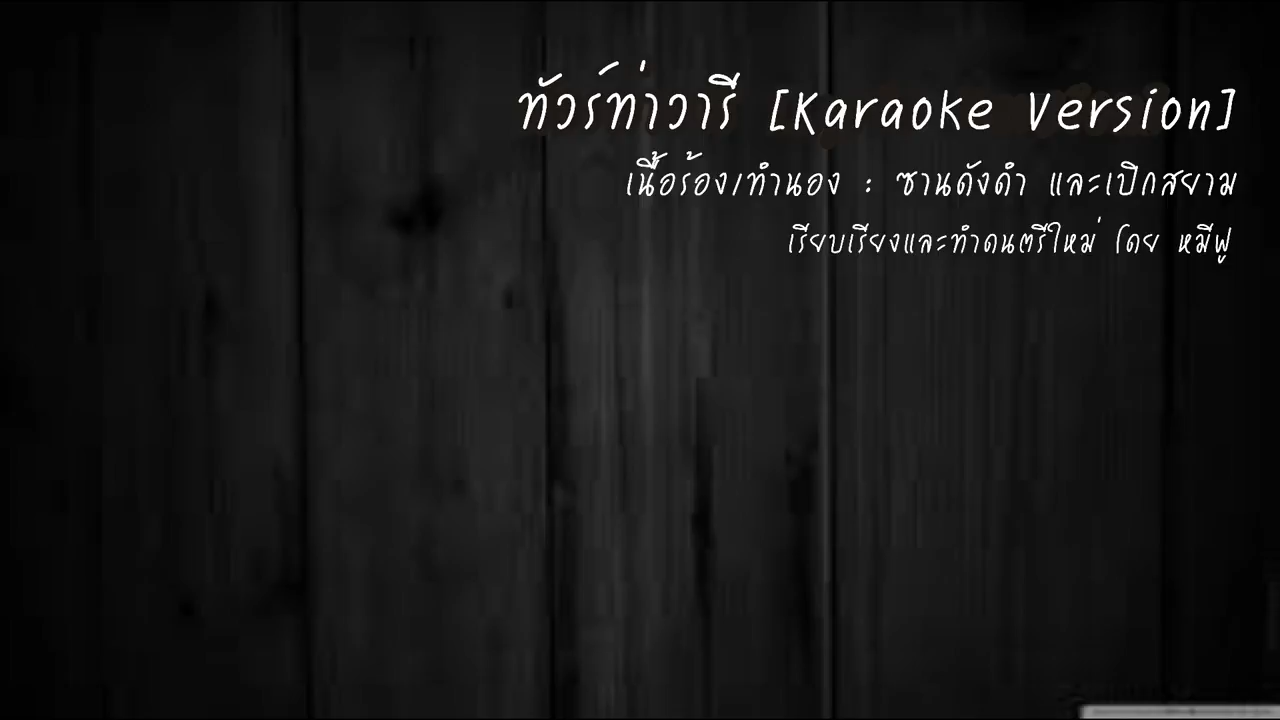 ทัวร์ท่าวารี [Karaoke Version]
เนื้อร้อง/ทำนอง : ซานดังดำ และเปิกสยาม
เรียบเรียงและทำดนตรีใหม่ โดย หมีฟู